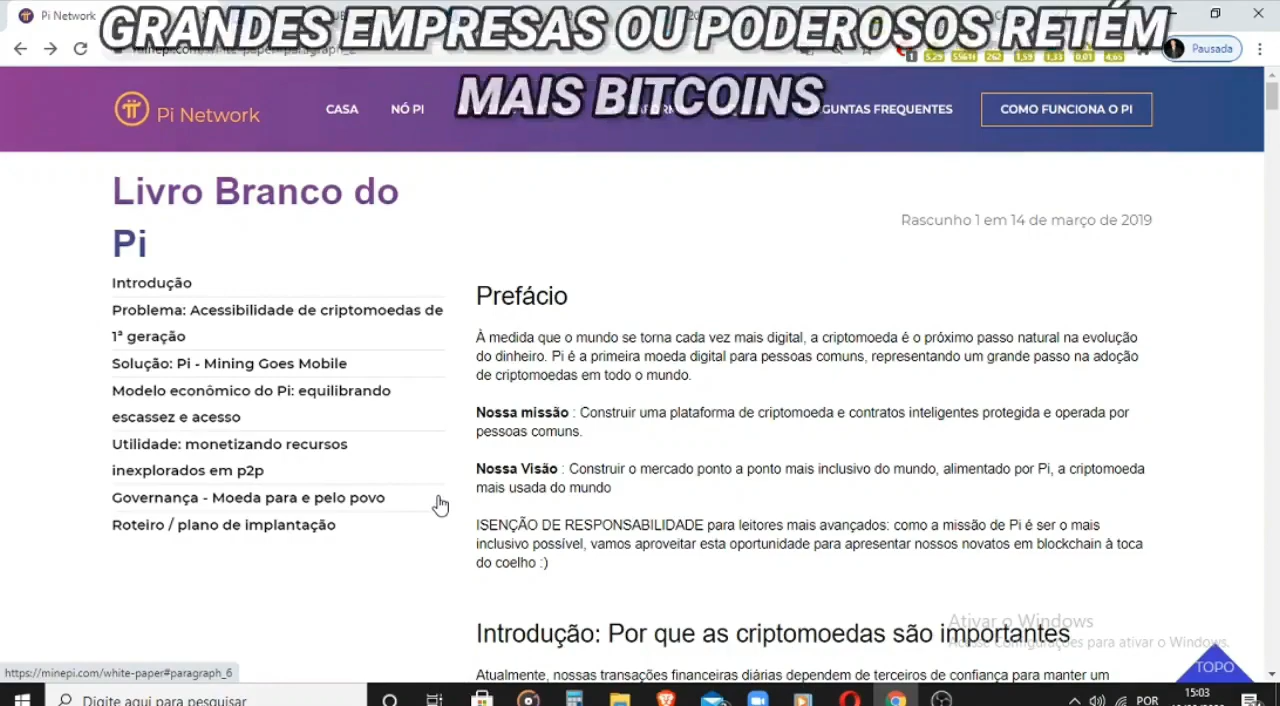 Pi Network
GRANDES EMPRESAS OU PODEROSOS RETÉM
MAIS BITCOINS
Pausada
Pi Network
CASA
NÓ PI
GUNTAS FREQUENTES
COMO FUNCIONA O PI
Livro Branco do
Pi
Rascunho 1 em 14 de março de 2019
Introdução
Problema: Acessibilidade de criptomoedas de
1ª geração
Solução: Pi - Mining Goes Mobile
Modelo econômico do Pi: equilibrando
escassez e acesso
Utilidade: monetizando recursos
inexplorados em p2p
Governança - Moeda para e pelo povo
Roteiro / plano de implantação
Prefácio
À medida que o mundo se torna cada vez mais digital, a criptomoeda é o próximo passo natural na evolução
do dinheiro. Pi é a primeira moeda digital para pessoas comuns, representando um grande passo na adoção
de criptomoedas em todo o mundo.
Nossa missão : Construir uma plataforma de criptomoeda e contratos inteligentes protegida e operada por
pessoas comuns.
Nossa Visão : Construir o mercado ponto a ponto mais inclusivo do mundo, alimentado por Pi, a criptomoeda
mais usada do mundo
ISENÇÃO DE RESPONSABILIDADE para leitores mais avançados: como a missão de Pi é ser o mais
inclusivo possível, vamos aproveitar esta oportunidade para apresentar nossos novatos em blockchain à toca
do coelho :)
Introdução: Por que as criptomoedas são importantes
Atualmente, nossas transações financeiras diárias dependem de terceiros de confiança para manter um
Ativar o Windows
Acesse Configurações para ativar o Windows.
TOPO
https://minepi.com/white-paper#paragraph_6
Digite aqui para pesquisar
POR
15:03